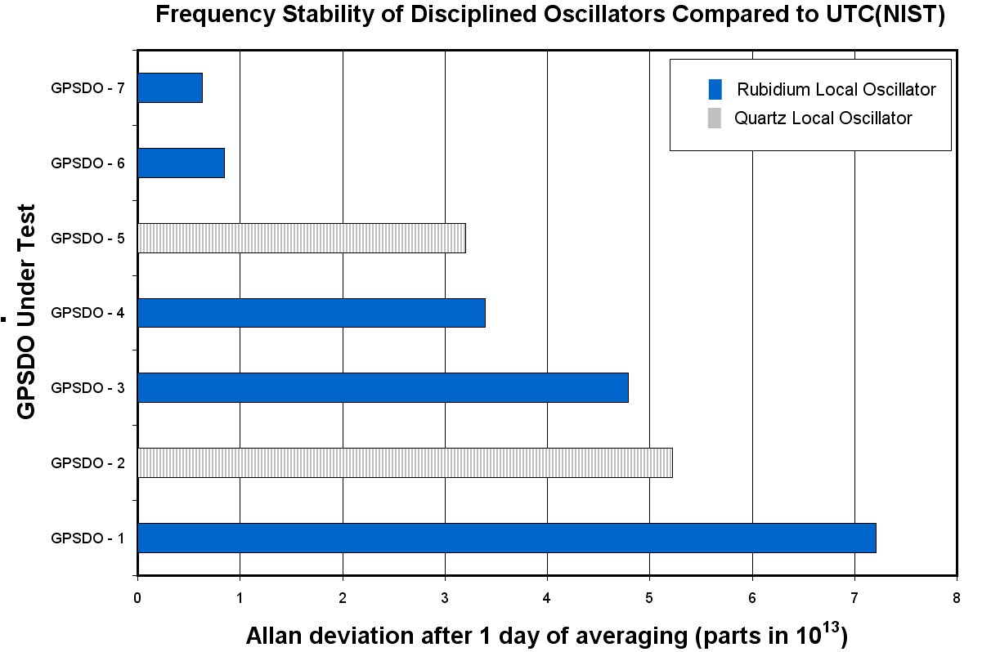 Frequency Stability of Disciplined Oscillators Compared to UTC(NIST)
Rubidium Local Oscillator
Quartz Local Oscillator
GPSDO Under Test
GPSDO - 7
GPSDO - 6
GPSDO - 5
GPSDO - 4
GPSDO - 3
GPSDO - 2
GPSDO - 1
0 1 2 3 4 5 6 7 8
Allan deviation after 1 day of averaging (parts in 10¹³)